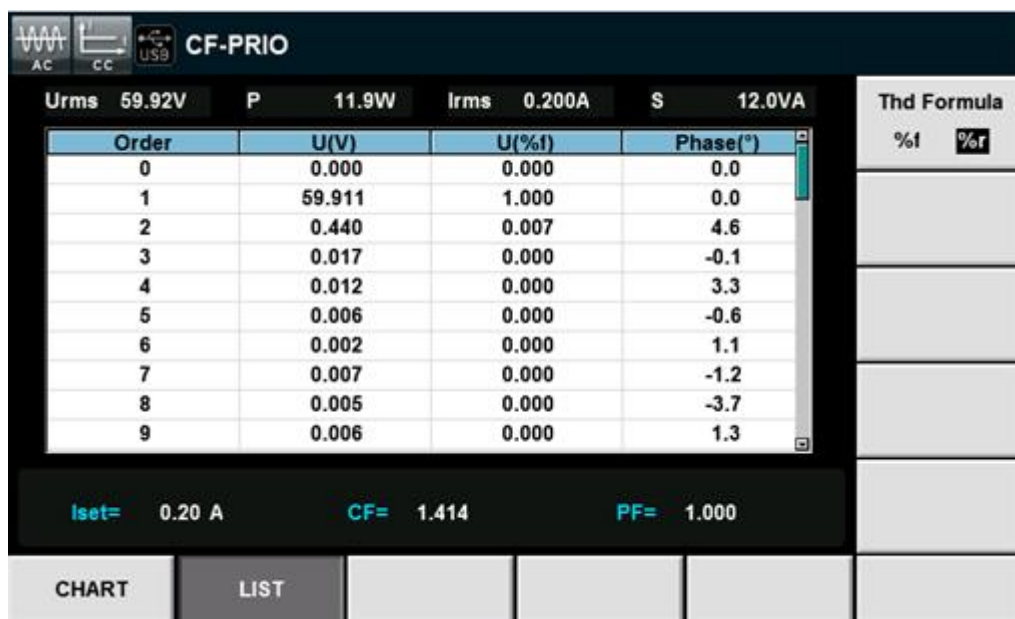 AC CC USB CF-PRIO
Urms 59.92V P 11.9W Irms 0.200A S 12.0VA
Thd Formula
%f %r
Order U(V) U(%f) Phase(°)
0 0.000 0.000 0.0
1 59.911 1.000 0.0
2 0.440 0.007 4.6
3 0.017 0.000 -0.1
4 0.012 0.000 3.3
5 0.006 0.000 -0.6
6 0.002 0.000 1.1
7 0.007 0.000 -1.2
8 0.005 0.000 -3.7
9 0.006 0.000 1.3
Iset= 0.20 A CF= 1.414 PF= 1.000
CHART LIST